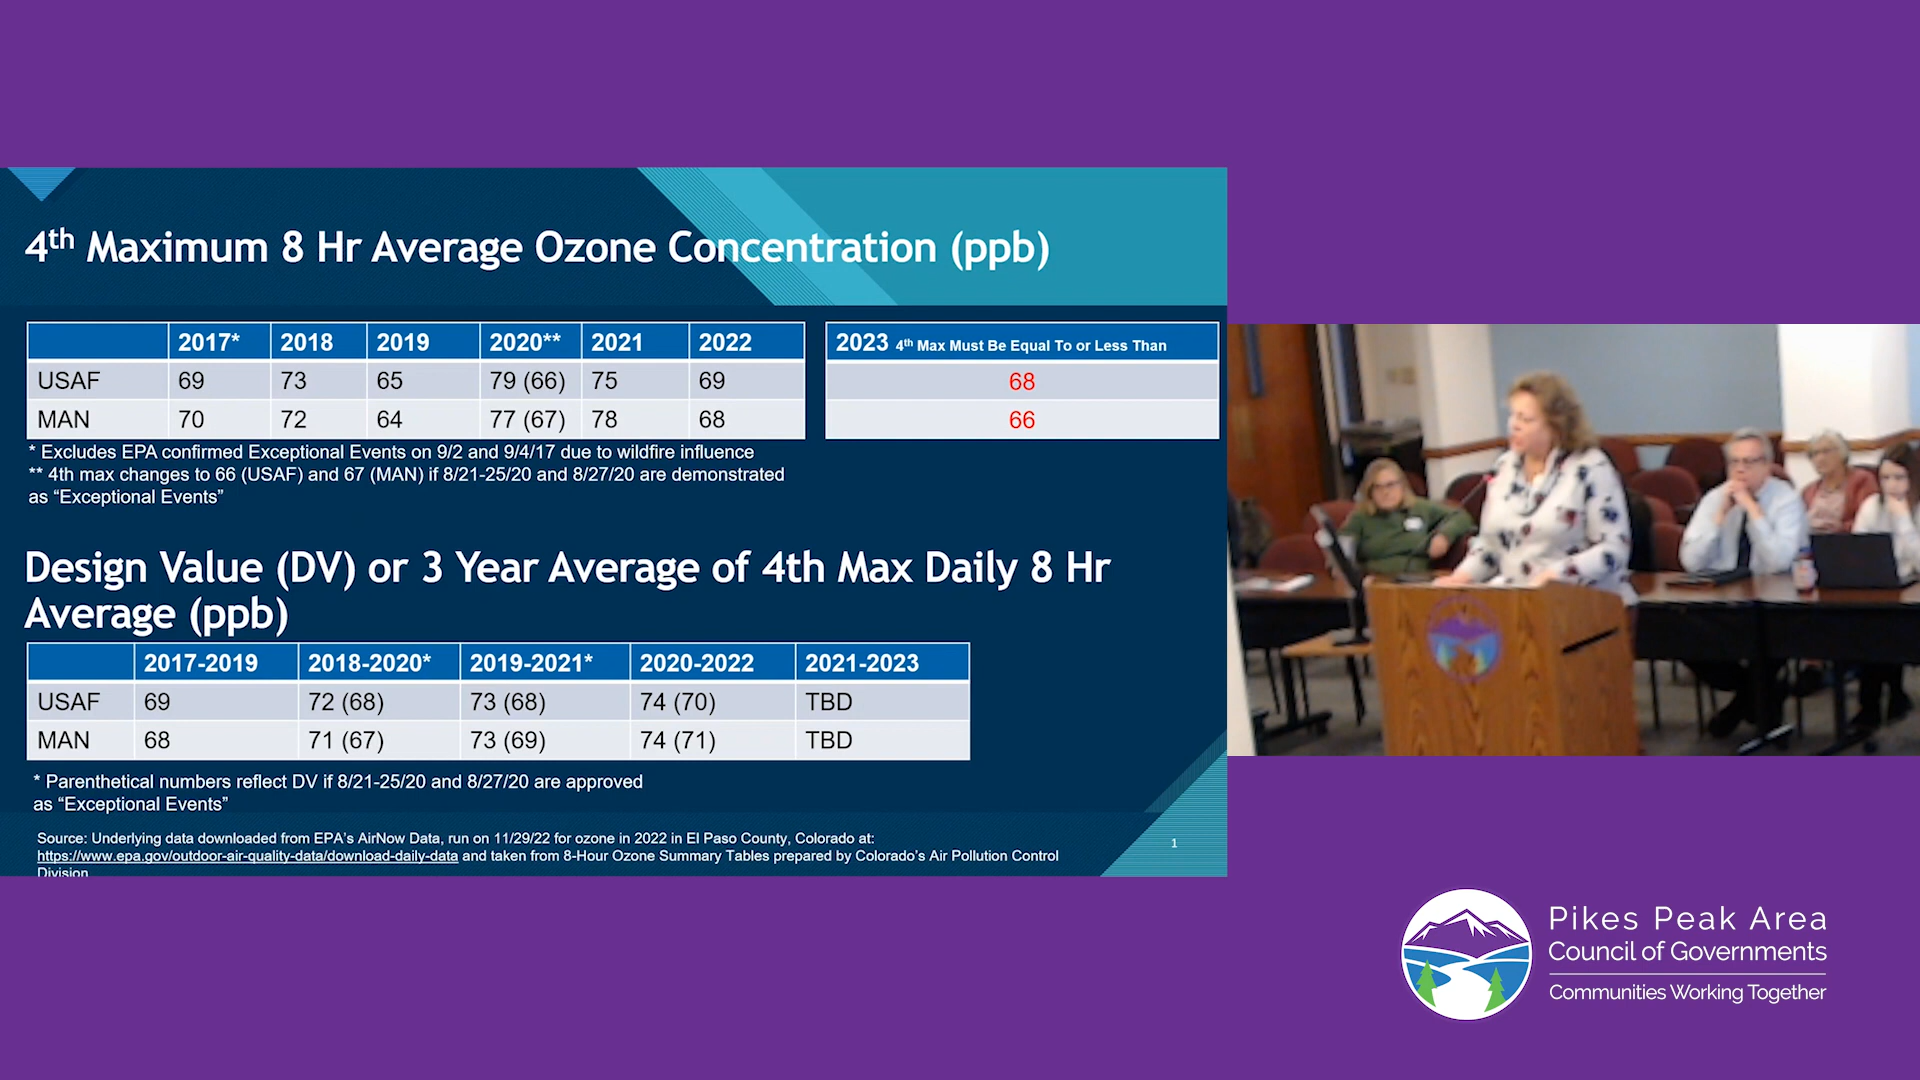 4th Maximum 8 Hr Average Ozone Concentration (ppb)
2017* 2018 2019 2020** 2021 2022
USAF 69 73 65 79 (66) 75 69
MAN 70 72 64 77 (67) 78 68
2023 4th Max Must Be Equal To or Less Than
68
66
* Excludes EPA confirmed Exceptional Events on 9/2 and 9/4/17 due to wildfire influence
** 4th max changes to 66 (USAF) and 67 (MAN) if 8/21-25/20 and 8/27/20 are demonstrated
as “Exceptional Events”
Design Value (DV) or 3 Year Average of 4th Max Daily 8 Hr
Average (ppb)
2017-2019 2018-2020* 2019-2021* 2020-2022 2021-2023
USAF 69 72 (68) 73 (68) 74 (70) TBD
MAN 68 71 (67) 73 (69) 74 (71) TBD
* Parenthetical numbers reflect DV if 8/21-25/20 and 8/27/20 are approved
as “Exceptional Events”
Source: Underlying data downloaded from EPA’s AirNow Data, run on 11/29/22 for ozone in 2022 in El Paso County, Colorado at:
https://www.epa.gov/outdoor-air-quality-data/download-daily-data and taken from 8-Hour Ozone Summary Tables prepared by Colorado’s Air Pollution Control
Division
1
Pikes Peak Area
Council of Governments
Communities Working Together